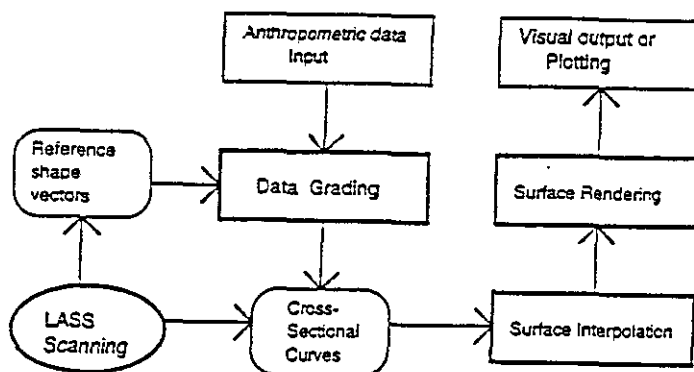 Anthropometric data
Input
Visual output or
Plotting
Reference
shape
vectors
Data Grading
Surface Rendering
LASS
Scanning
Cross-
Sectional
Curves
Surface Interpolation